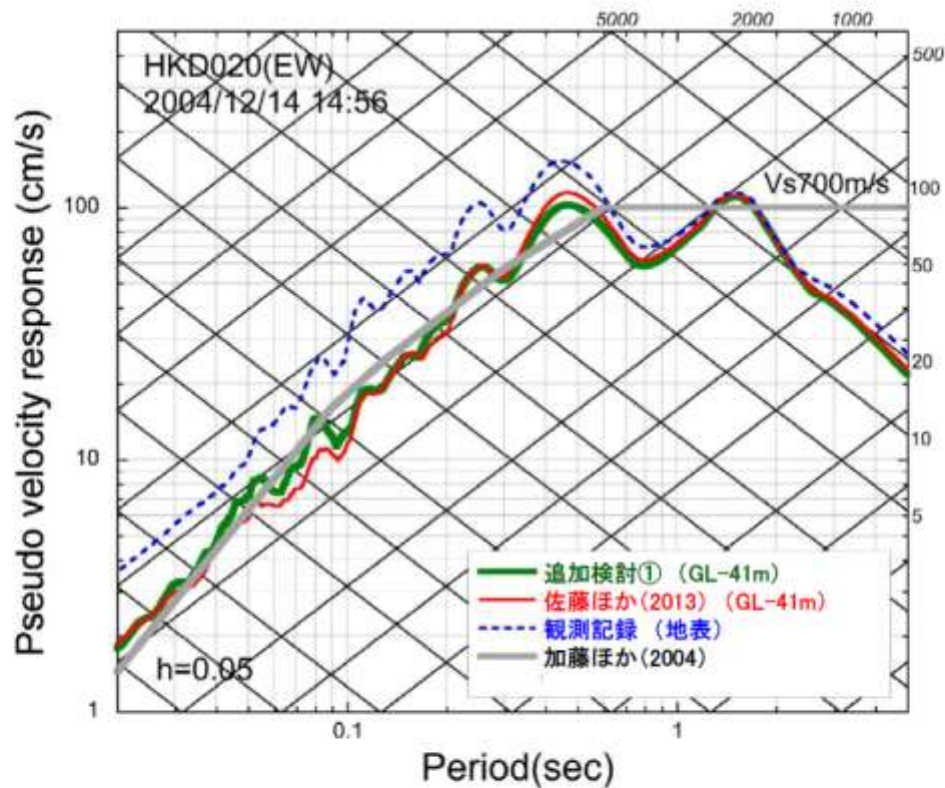 5000 2000 1000
500
HKD020(EW)
2004/12/14 14:56
Vs700m/s
Pseudo velocity response (cm/s)
100
10
1
100
50
20
10
5
追加検討① (GL-41m)
佐藤ほか(2013) (GL-41m)
観測記録 (地表)
加藤ほか(2004)
h=0.05
0.1 1
Period(sec)